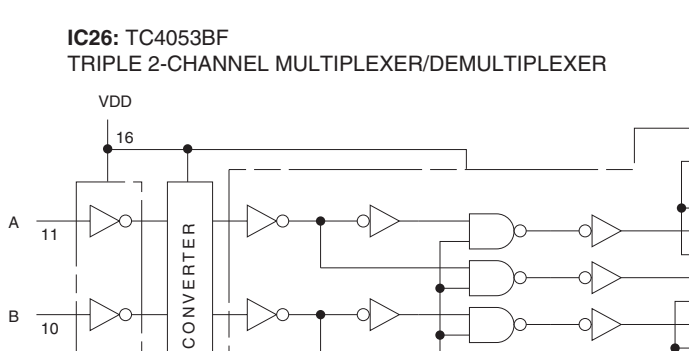 IC26: TC4053BF
TRIPLE 2-CHANNEL MULTIPLEXER/DEMULTIPLEXER
VDD
16
A
11
CONVERTER
B
10